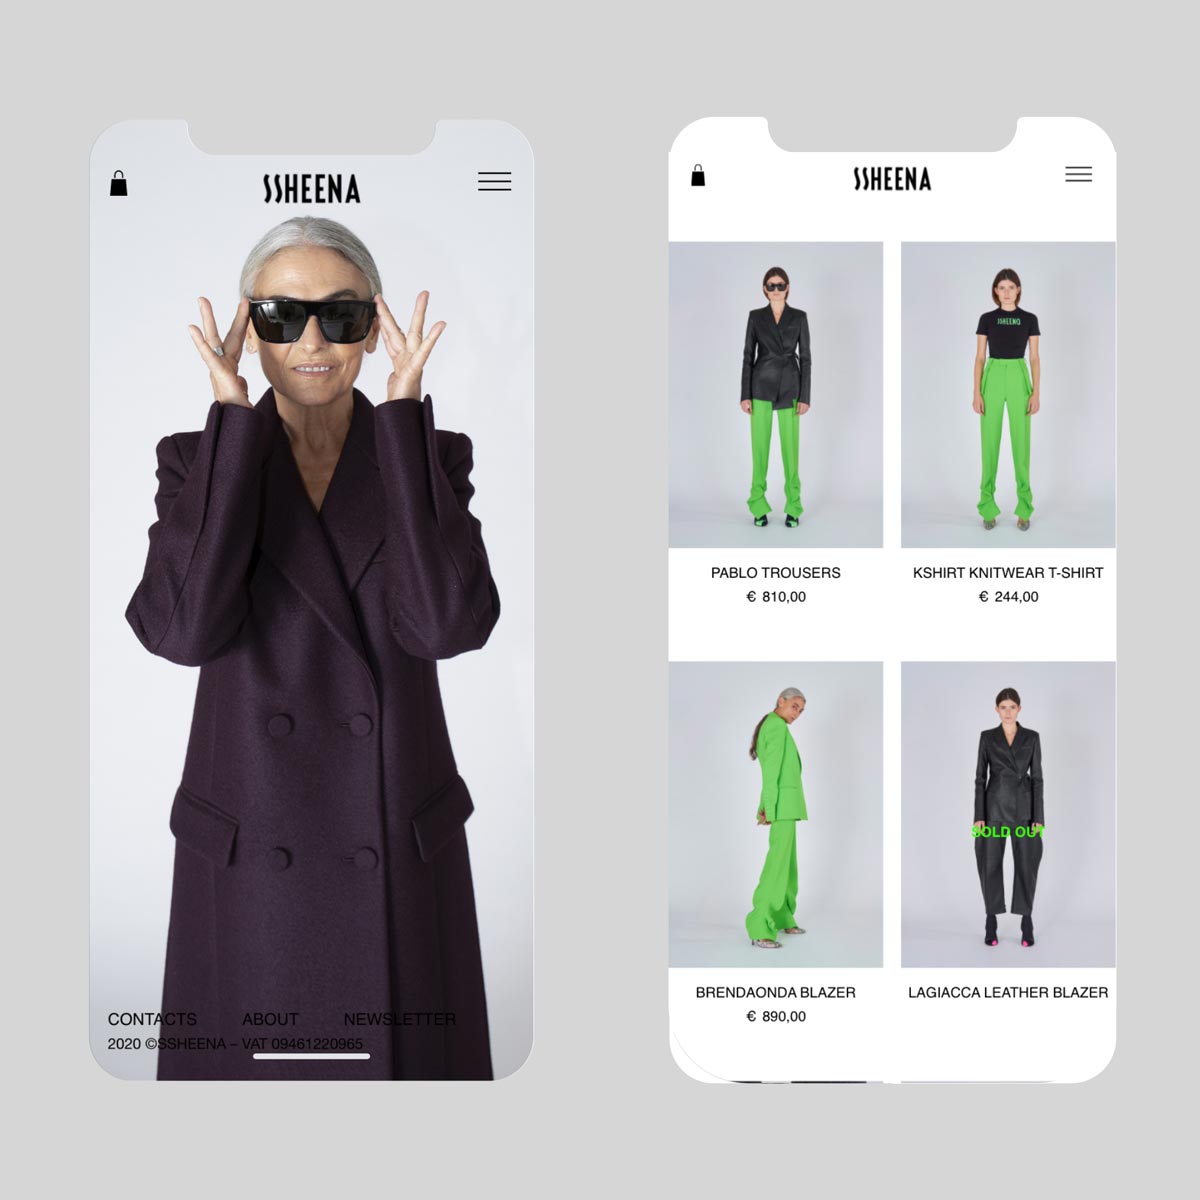 SSHEENA
CONTACTS ABOUT NEWSLETTER
2020 ©SSHEENA – VAT 09461220965
SSHEENA
SSHEENA
PABLO TROUSERS
€ 810,00
KSHIRT KNITWEAR T-SHIRT
€ 244,00
SOLD OUT
BRENDAONDA BLAZER
€ 890,00
LAGIACCA LEATHER BLAZER